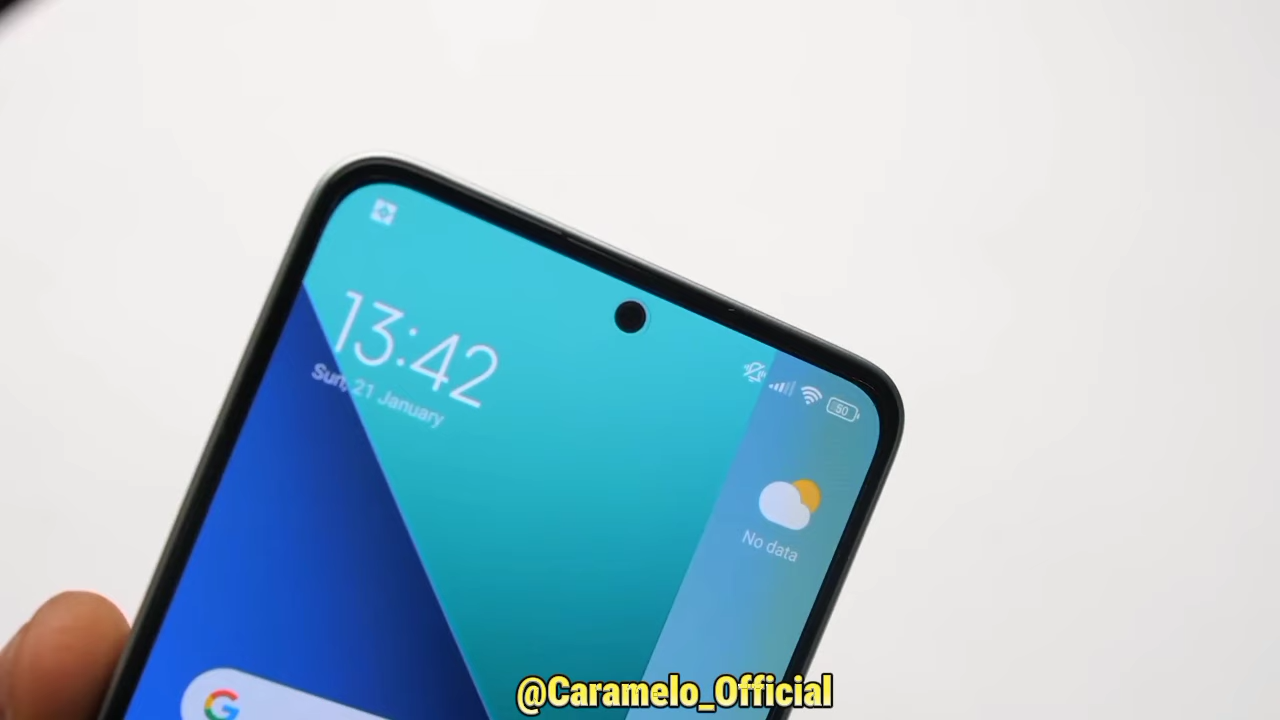 13:42
Sun, 21 January
50
No data
G
@Caramelo_Official